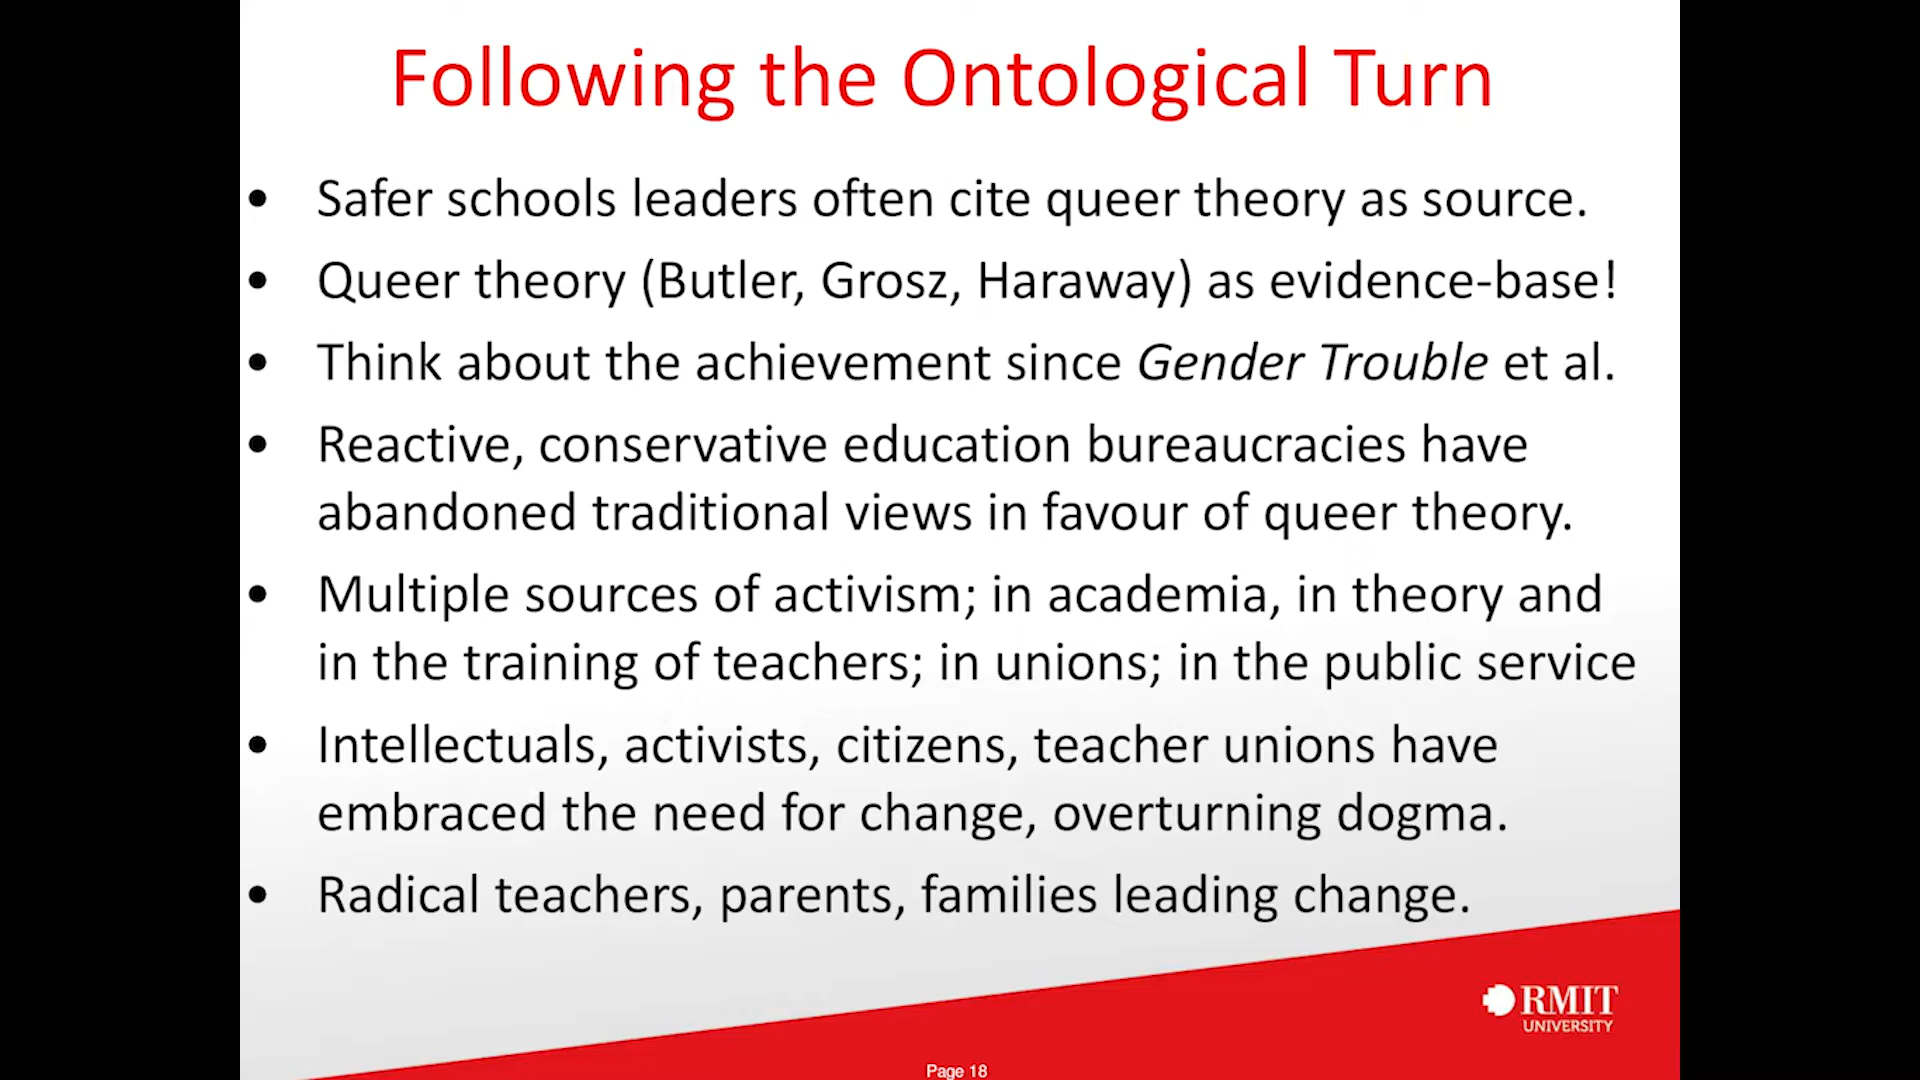 Following the Ontological Turn
• Safer schools leaders often cite queer theory as source.
• Queer theory (Butler, Grosz, Haraway) as evidence-base!
• Think about the achievement since Gender Trouble et al.
• Reactive, conservative education bureaucracies have
abandoned traditional views in favour of queer theory.
• Multiple sources of activism; in academia, in theory and
in the training of teachers; in unions; in the public service
• Intellectuals, activists, citizens, teacher unions have
embraced the need for change, overturning dogma.
• Radical teachers, parents, families leading change.
RMIT
UNIVERSITY
Page 18